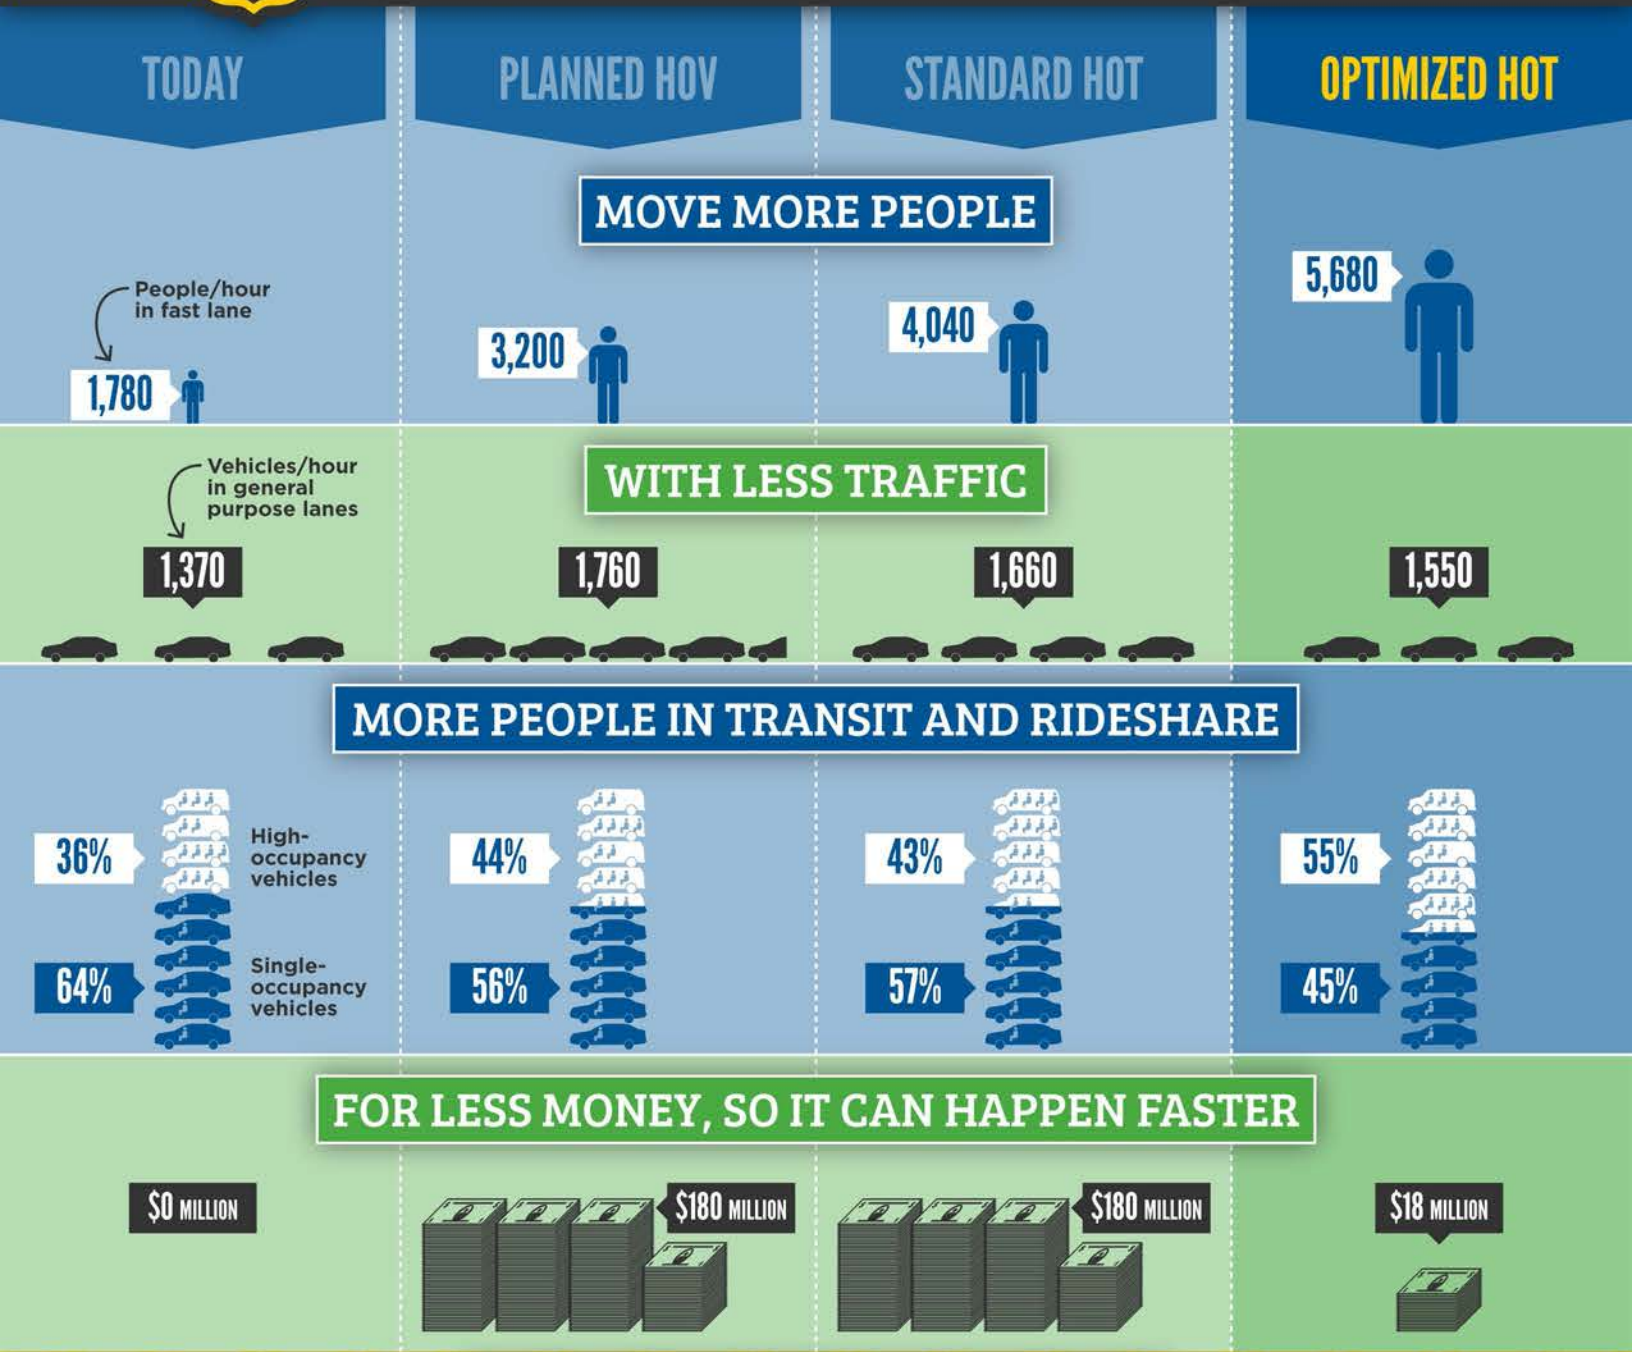 TODAY
PLANNED HOV
STANDARD HOT
OPTIMIZED HOT
MOVE MORE PEOPLE
People/hour
in fast lane
1,780
3,200
4,040
5,680
WITH LESS TRAFFIC
Vehicles/hour
in general
purpose lanes
1,370
1,760
1,660
1,550
MORE PEOPLE IN TRANSIT AND RIDESHARE
36%
High-
occupancy
vehicles
44%
43%
55%
64%
Single-
occupancy
vehicles
56%
57%
45%
FOR LESS MONEY, SO IT CAN HAPPEN FASTER
$0 MILLION
$180 MILLION
$180 MILLION
$18 MILLION